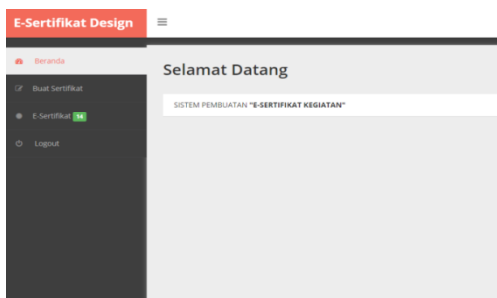 E-Sertifikat Design
Beranda
Buat Sertifikat
E-Sertifikat 14
Logout
Selamat Datang
SISTEM PEMBUATAN "E-SERTIFIKAT KEGIATAN"